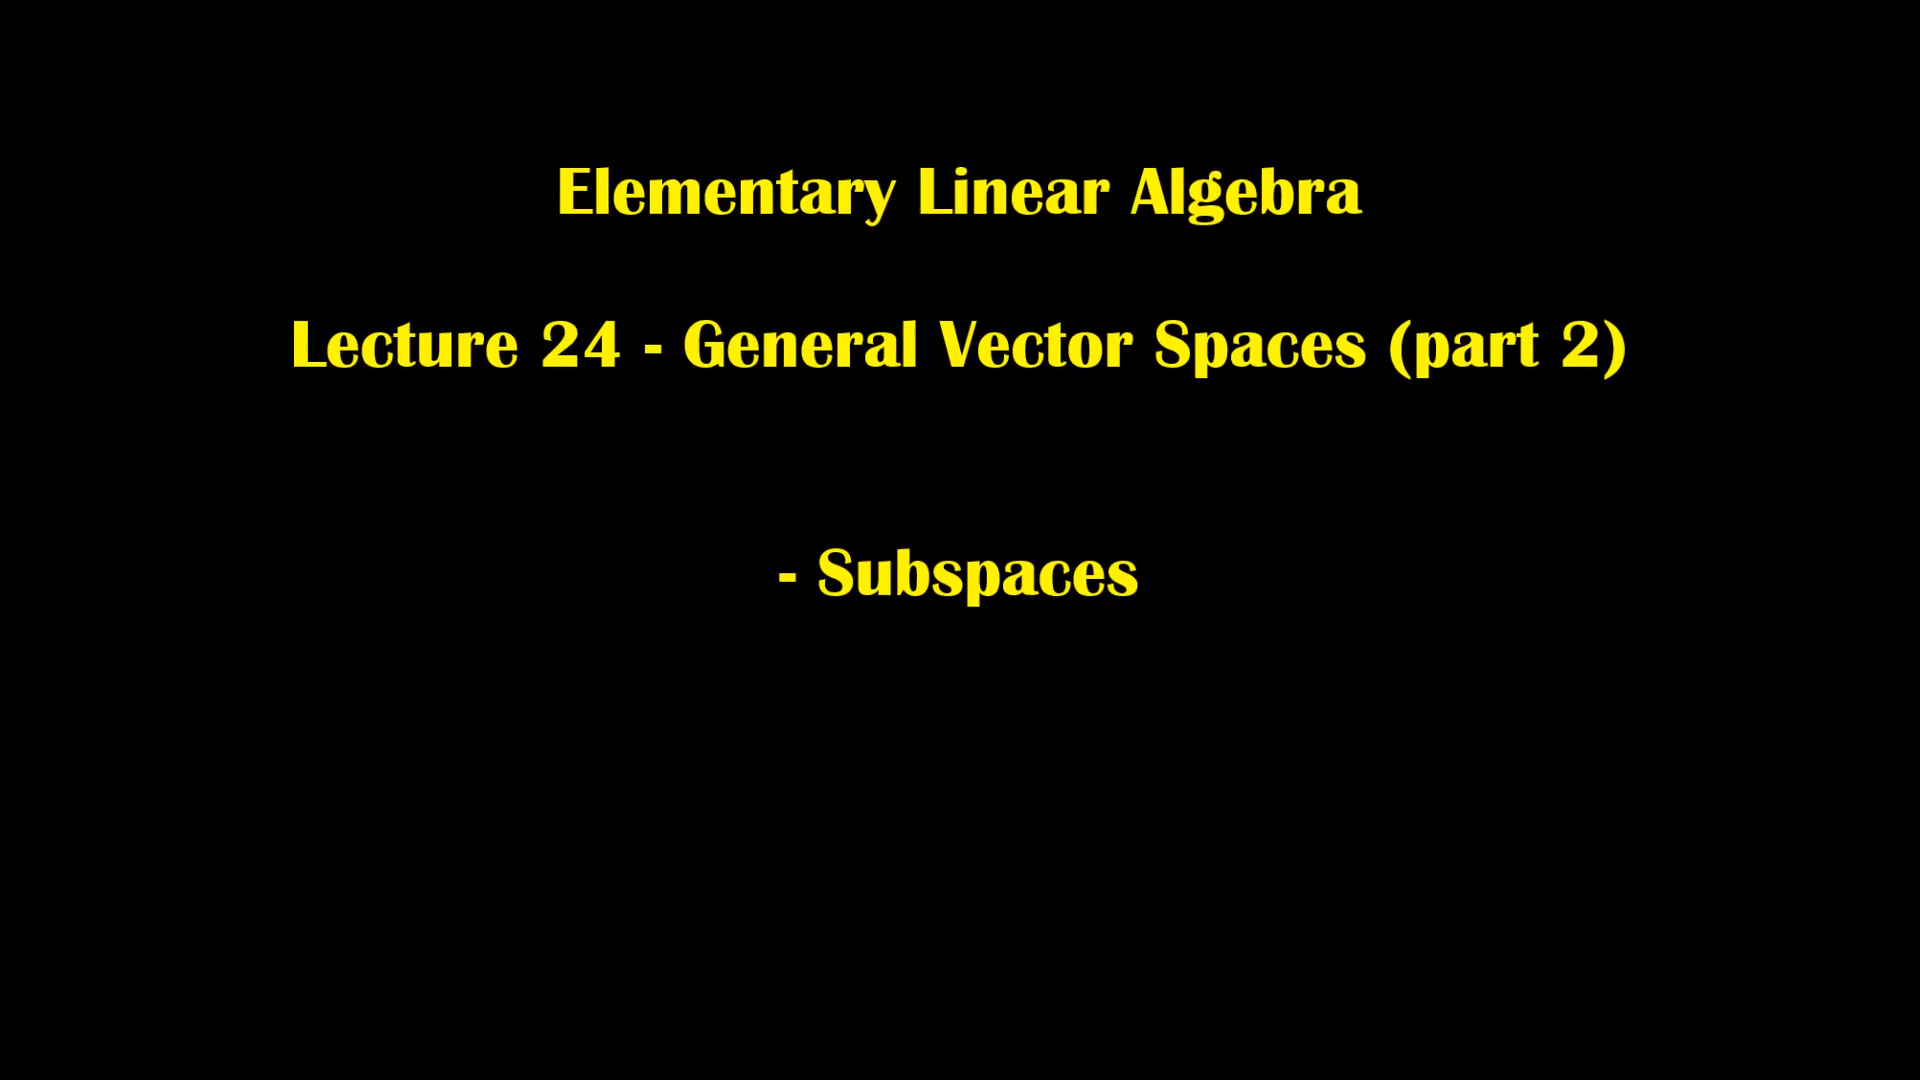 Elementary Linear Algebra
Lecture 24 - General Vector Spaces (part 2)
- Subspaces